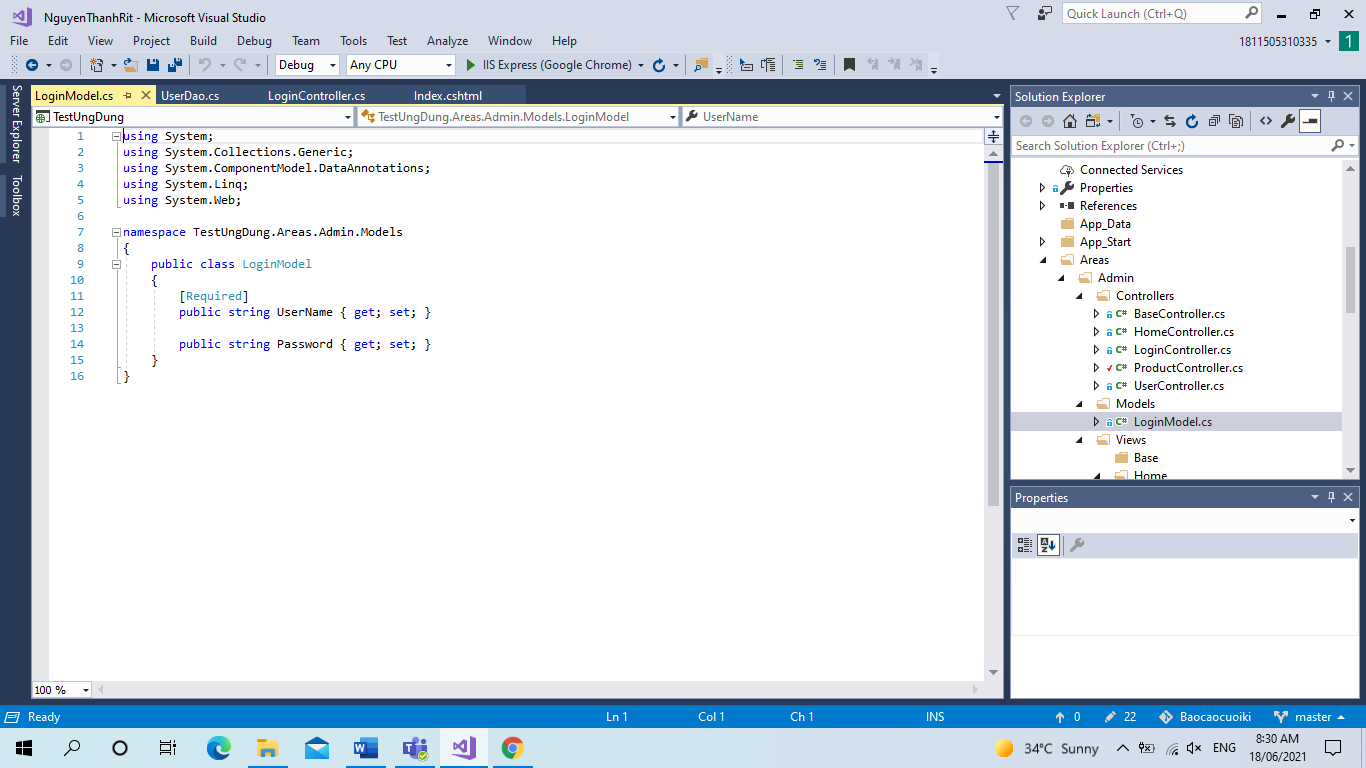 NguyenThanhRit - Microsoft Visual Studio
Quick Launch (Ctrl+Q)
File Edit View Project Build Debug Team Tools Test Analyze Window Help
1811505310335
1
Debug
Any CPU
IIS Express (Google Chrome)
Server Explorer
Toolbox
LoginModel.cs
UserDao.cs
LoginController.cs
Index.cshtml
TestUngDung
TestUngDung.Areas.Admin.Models.LoginModel
UserName
1 using System;
2 using System.Collections.Generic;
3 using System.ComponentModel.DataAnnotations;
4 using System.Linq;
5 using System.Web;
6
7 namespace TestUngDung.Areas.Admin.Models
8 {
9 public class LoginModel
10 {
11 [Required]
12 public string UserName { get; set; }
13
14 public string Password { get; set; }
15 }
16 }
100 %
Solution Explorer
Search Solution Explorer (Ctrl+;)
Connected Services
Properties
References
App_Data
App_Start
Areas
Admin
Controllers
C# BaseController.cs
C# HomeController.cs
C# LoginController.cs
C# ProductController.cs
C# UserController.cs
Models
C# LoginModel.cs
Views
Base
Home
Properties
Ready
Ln 1
Col 1
Ch 1
INS
0
22
Baocaocuoiki
master
34°C Sunny
ENG
8:30 AM
18/06/2021